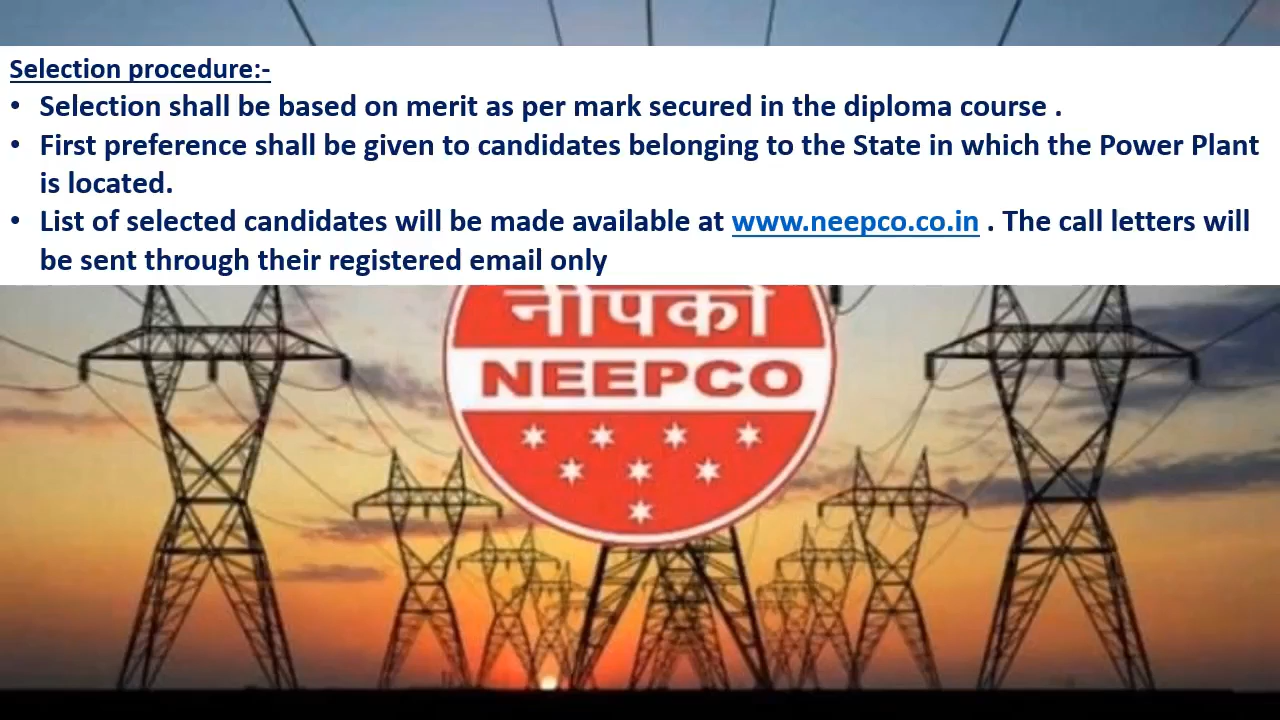 Selection procedure:-
• Selection shall be based on merit as per mark secured in the diploma course .
• First preference shall be given to candidates belonging to the State in which the Power Plant
is located.
• List of selected candidates will be made available at www.neepco.co.in . The call letters will
be sent through their registered email only
नीपको
NEEPCO